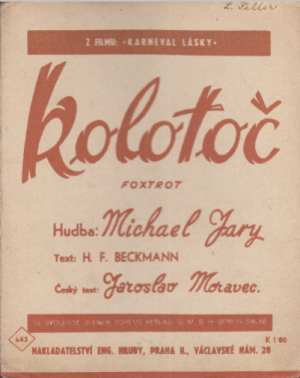 L. Feller
Z FILMU: «KARNEVAL LÁSKY»
Kolotoč
FOXTROT
Hudba: Michael Jary
Text: H. F. BECKMANN
Český text: Jaroslav Moravec.
643
K 1·80
NAKLADATELSTVÍ ENG. HRUBY, PRAHA II., VÁCLAVSKÉ NÁM. 28